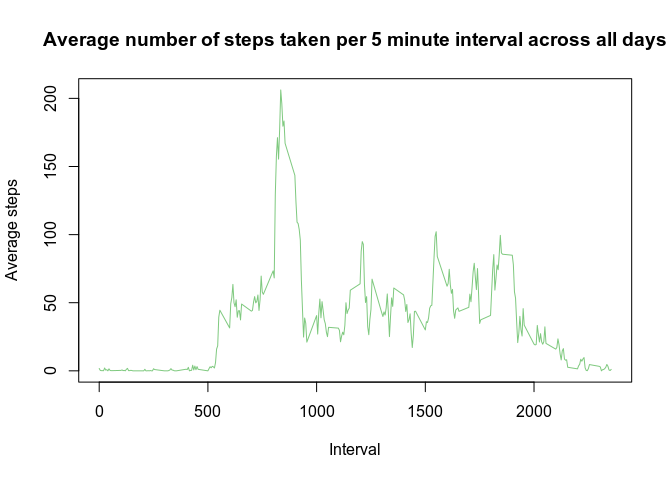 Average number of steps taken per 5 minute interval across all days
Average steps
200
150
100
50
0
0 500 1000 1500 2000
Interval